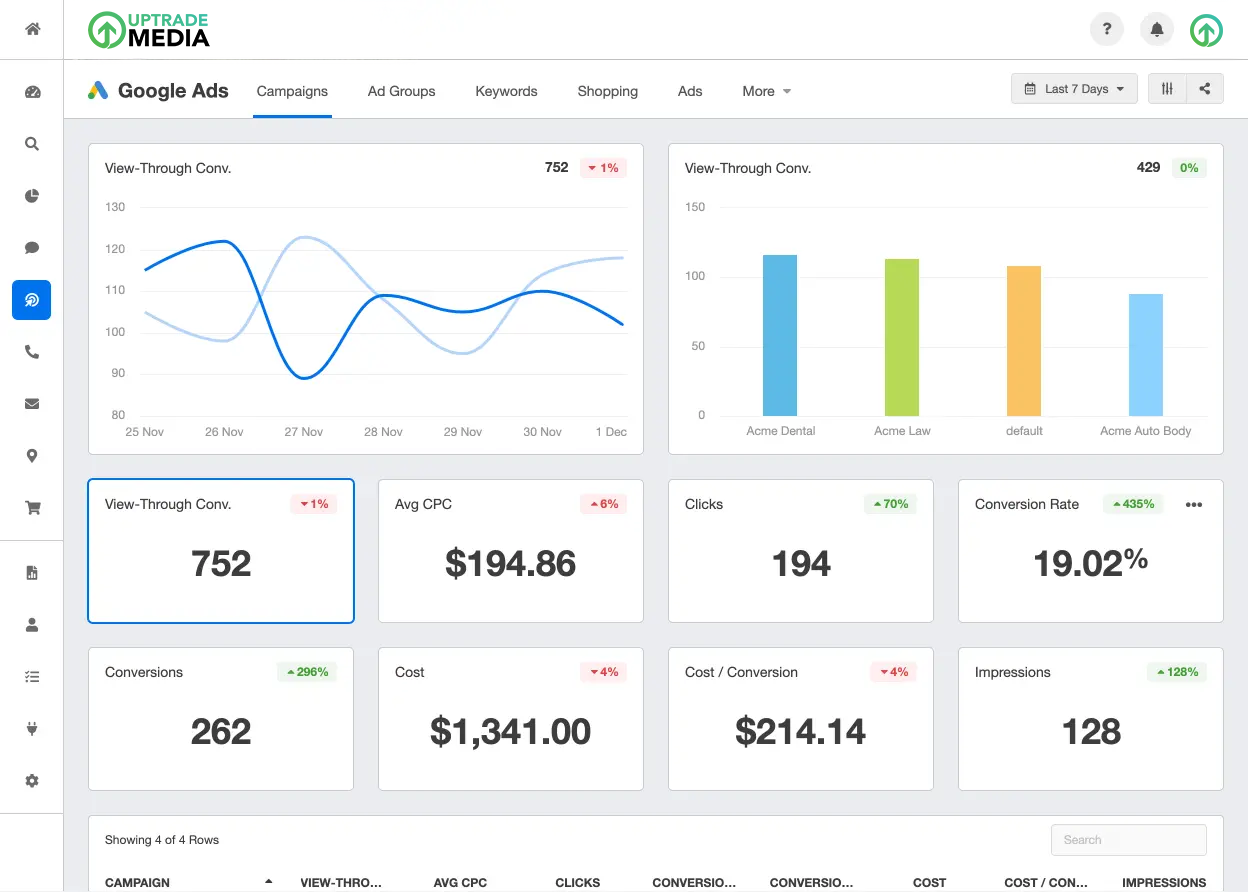 UPTRADE
MEDIA
?
Google Ads
Campaigns
Ad Groups
Keywords
Shopping
Ads
More
Last 7 Days
View-Through Conv.
752
1%
130
120
110
100
90
80
25 Nov
26 Nov
27 Nov
28 Nov
29 Nov
30 Nov
1 Dec
View-Through Conv.
429
0%
150
100
50
0
Acme Dental
Acme Law
default
Acme Auto Body
View-Through Conv.
1%
752
Avg CPC
6%
$194.86
Clicks
70%
194
Conversion Rate
435%
19.02%
Conversions
296%
262
Cost
4%
$1,341.00
Cost / Conversion
4%
$214.14
Impressions
128%
128
Showing 4 of 4 Rows
Search
CAMPAIGN
VIEW-THRO...
AVG CPC
CLICKS
CONVERSIO...
CONVERSIO...
COST
COST / CON...
IMPRESSIONS